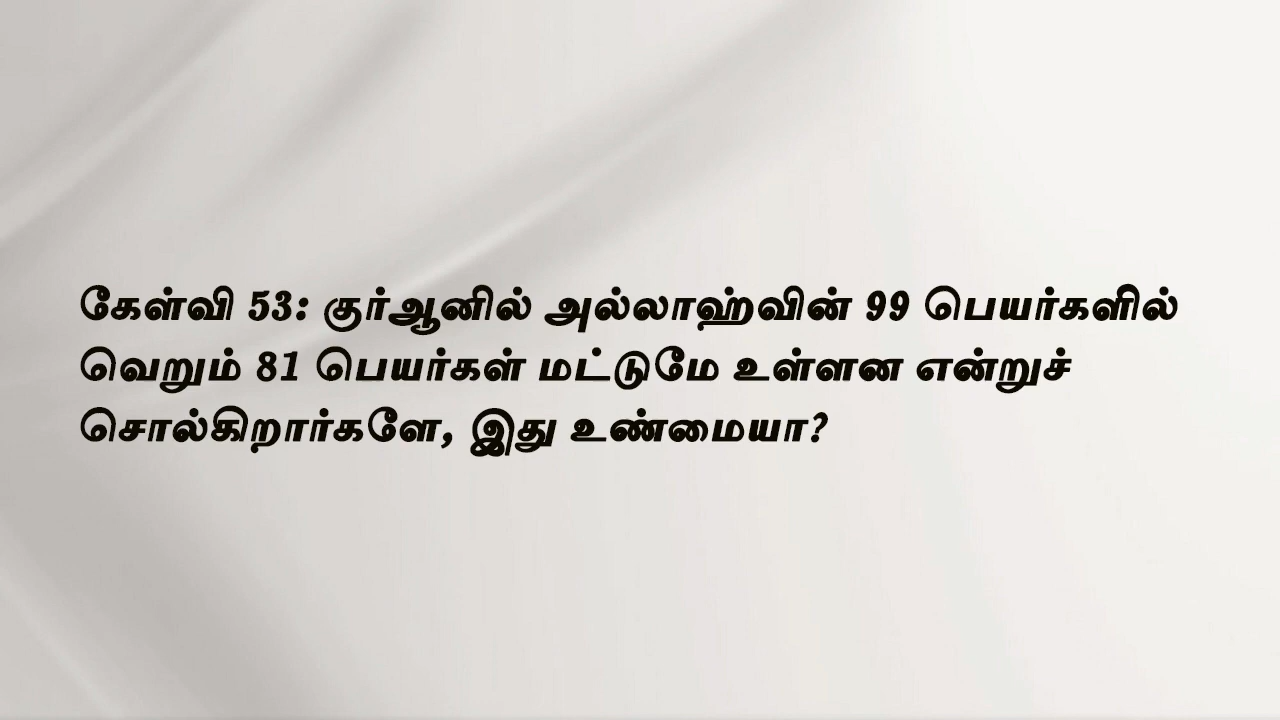 கேள்வி 53: குர்ஆனில் அல்லாஹ்வின் 99 பெயர்களில்
வெறும் 81 பெயர்கள் மட்டுமே உள்ளன என்றுச்
சொல்கிறார்களே, இது உண்மையா?